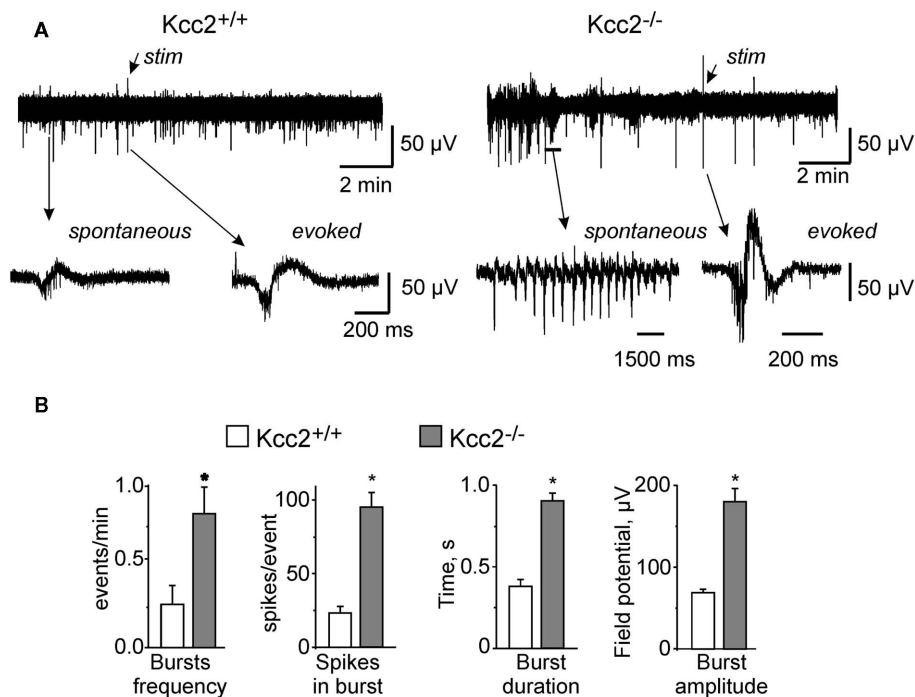 A
Kcc2+/+
Kcc2-/-
stim
stim
50 µV
2 min
50 µV
2 min
spontaneous
evoked
50 µV
200 ms
spontaneous
evoked
50 µV
1500 ms
200 ms
B
Kcc2+/+
Kcc2-/-
events/min
1.0
0.5
0.0
*
Bursts
frequency
spikes/event
100
50
0
*
Spikes
in burst
Time, s
1.0
0.5
0
*
Burst
duration
Field potential, µV
200
100
0
*
Burst
amplitude